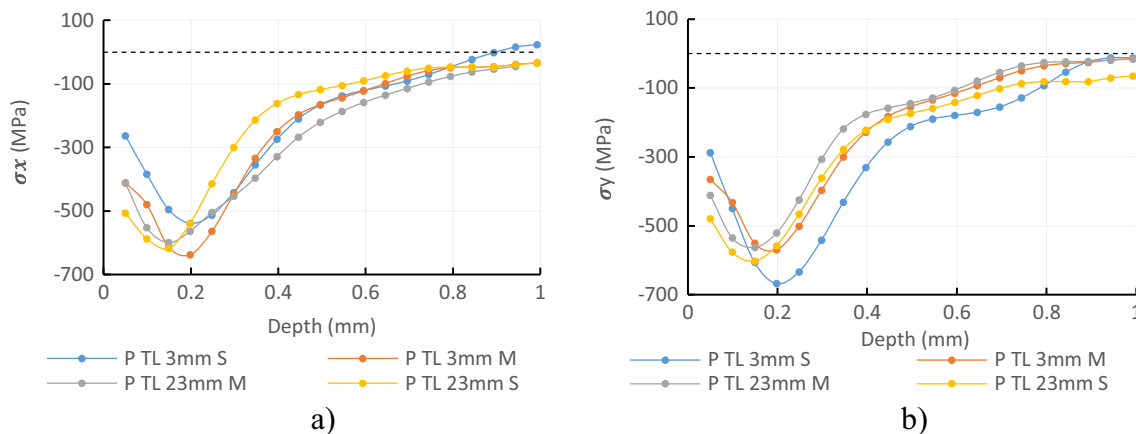 100
-100
-300
-500
-700
σx (MPa)
0
0.2
0.4
0.6
0.8
1
Depth (mm)
P TL 3mm S
P TL 3mm M
P TL 23mm M
P TL 23mm S
a)
100
-100
-300
-500
-700
σy (MPa)
0
0.2
0.4
0.6
0.8
1
Depth (mm)
P TL 3mm S
P TL 3mm M
P TL 23mm M
P TL 23mm S
b)